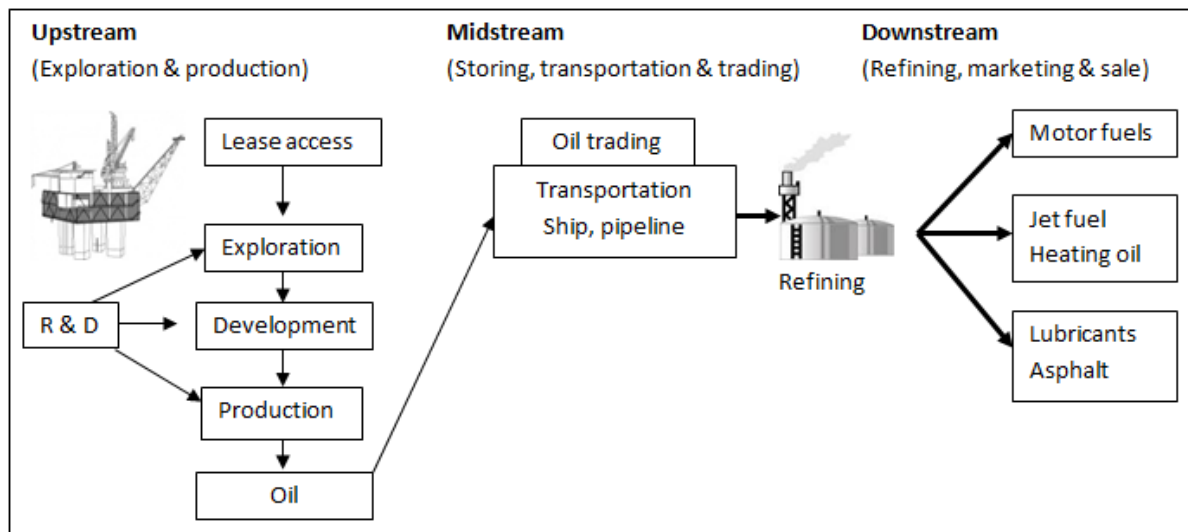 Upstream
(Exploration & production)
Midstream
(Storing, transportation & trading)
Downstream
(Refining, marketing & sale)
Lease access
Exploration
R & D
Development
Production
Oil
Oil trading
Transportation
Ship, pipeline
Refining
Motor fuels
Jet fuel
Heating oil
Lubricants
Asphalt